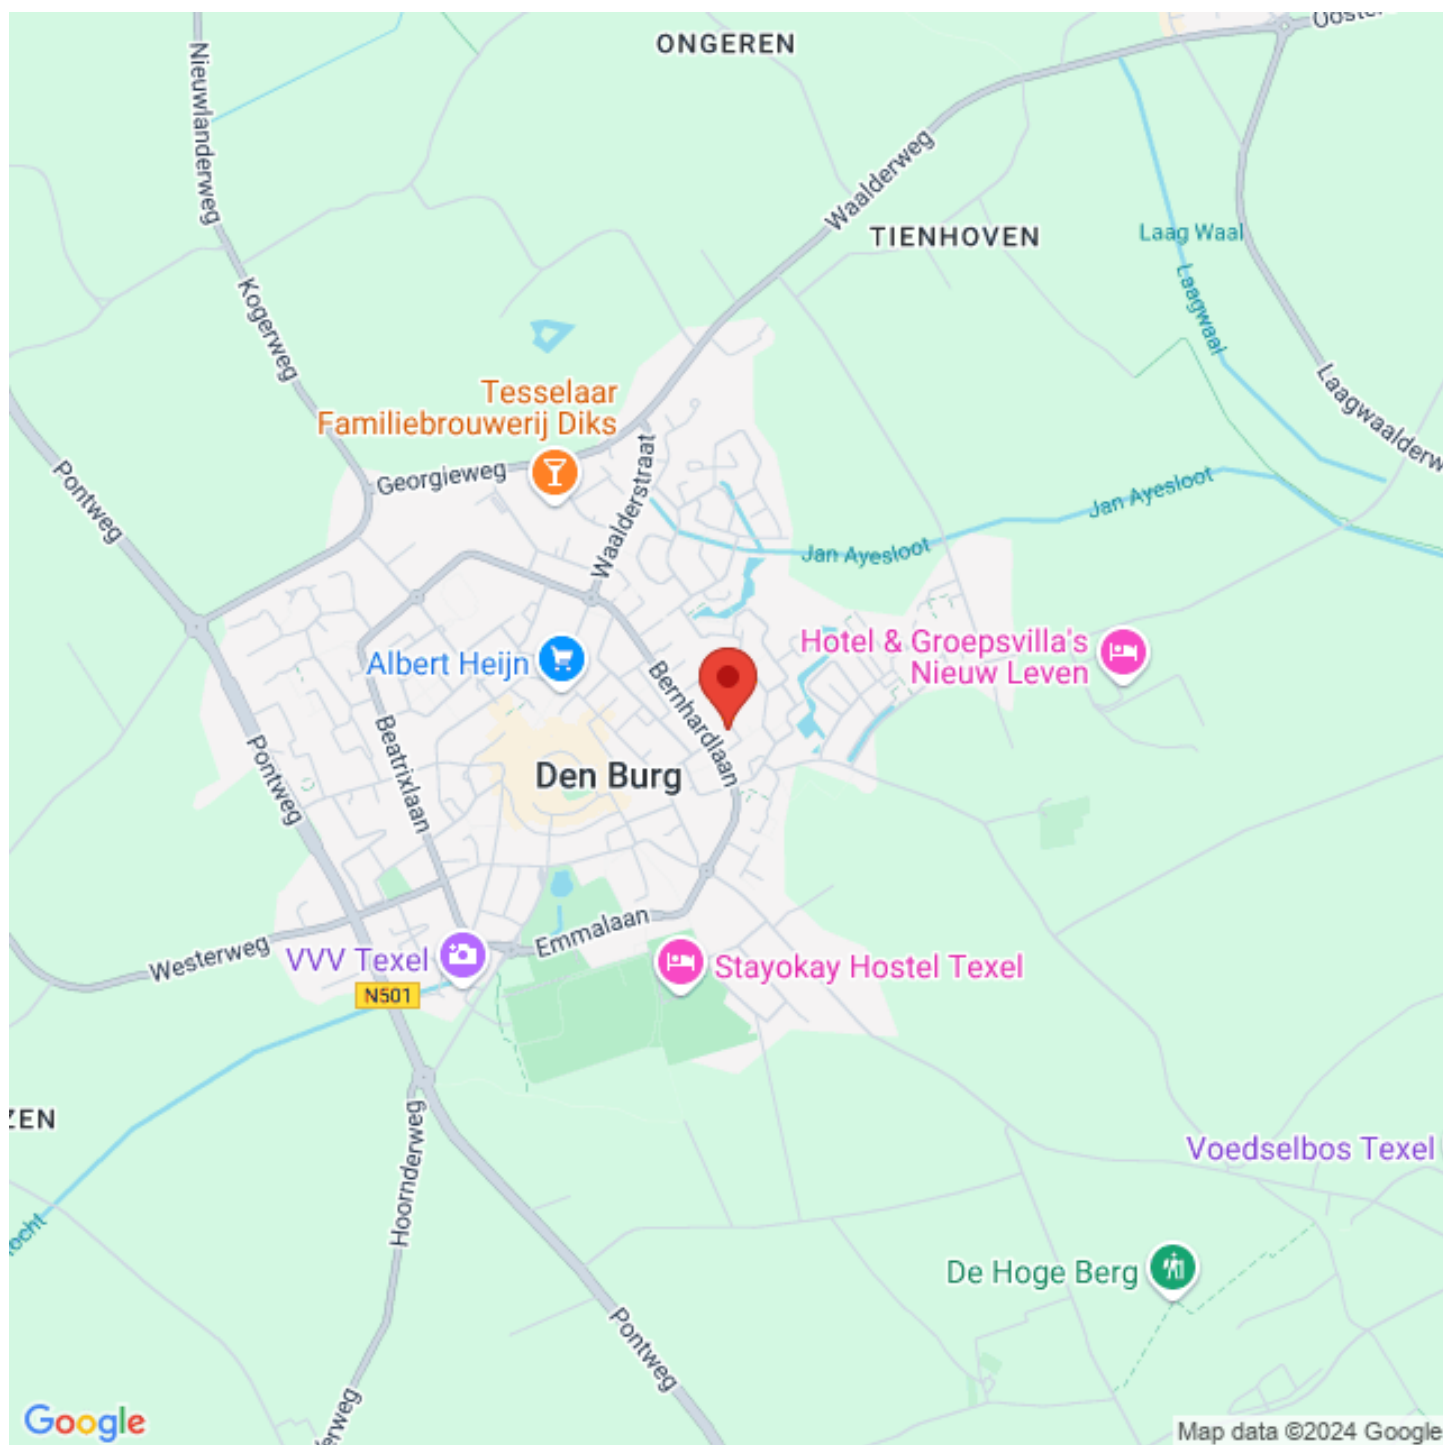 ONGEREN
Nieuwlanderweg
Waalderweg
TIENHOVEN
Laag Waal
Laagwaal
Kogerweg
Tesselaar
Familiebrouwerij Diks
Georgieweg
Waalderstraat
Pontweg
Jan Ayesloot
Jan Ayesloot
Hotel & Groepsvilla's
Nieuw Leven
Albert Heijn
Bernhardlaan
Beatrixlaan
Pontweg
Den Burg
Westerweg
Emmalaan
VVV Texel
Stayokay Hostel Texel
N501
ZEN
Hoornderweg
Voedselbos Texel
De Hoge Berg
Pontweg
Google
Map data ©2024 Google